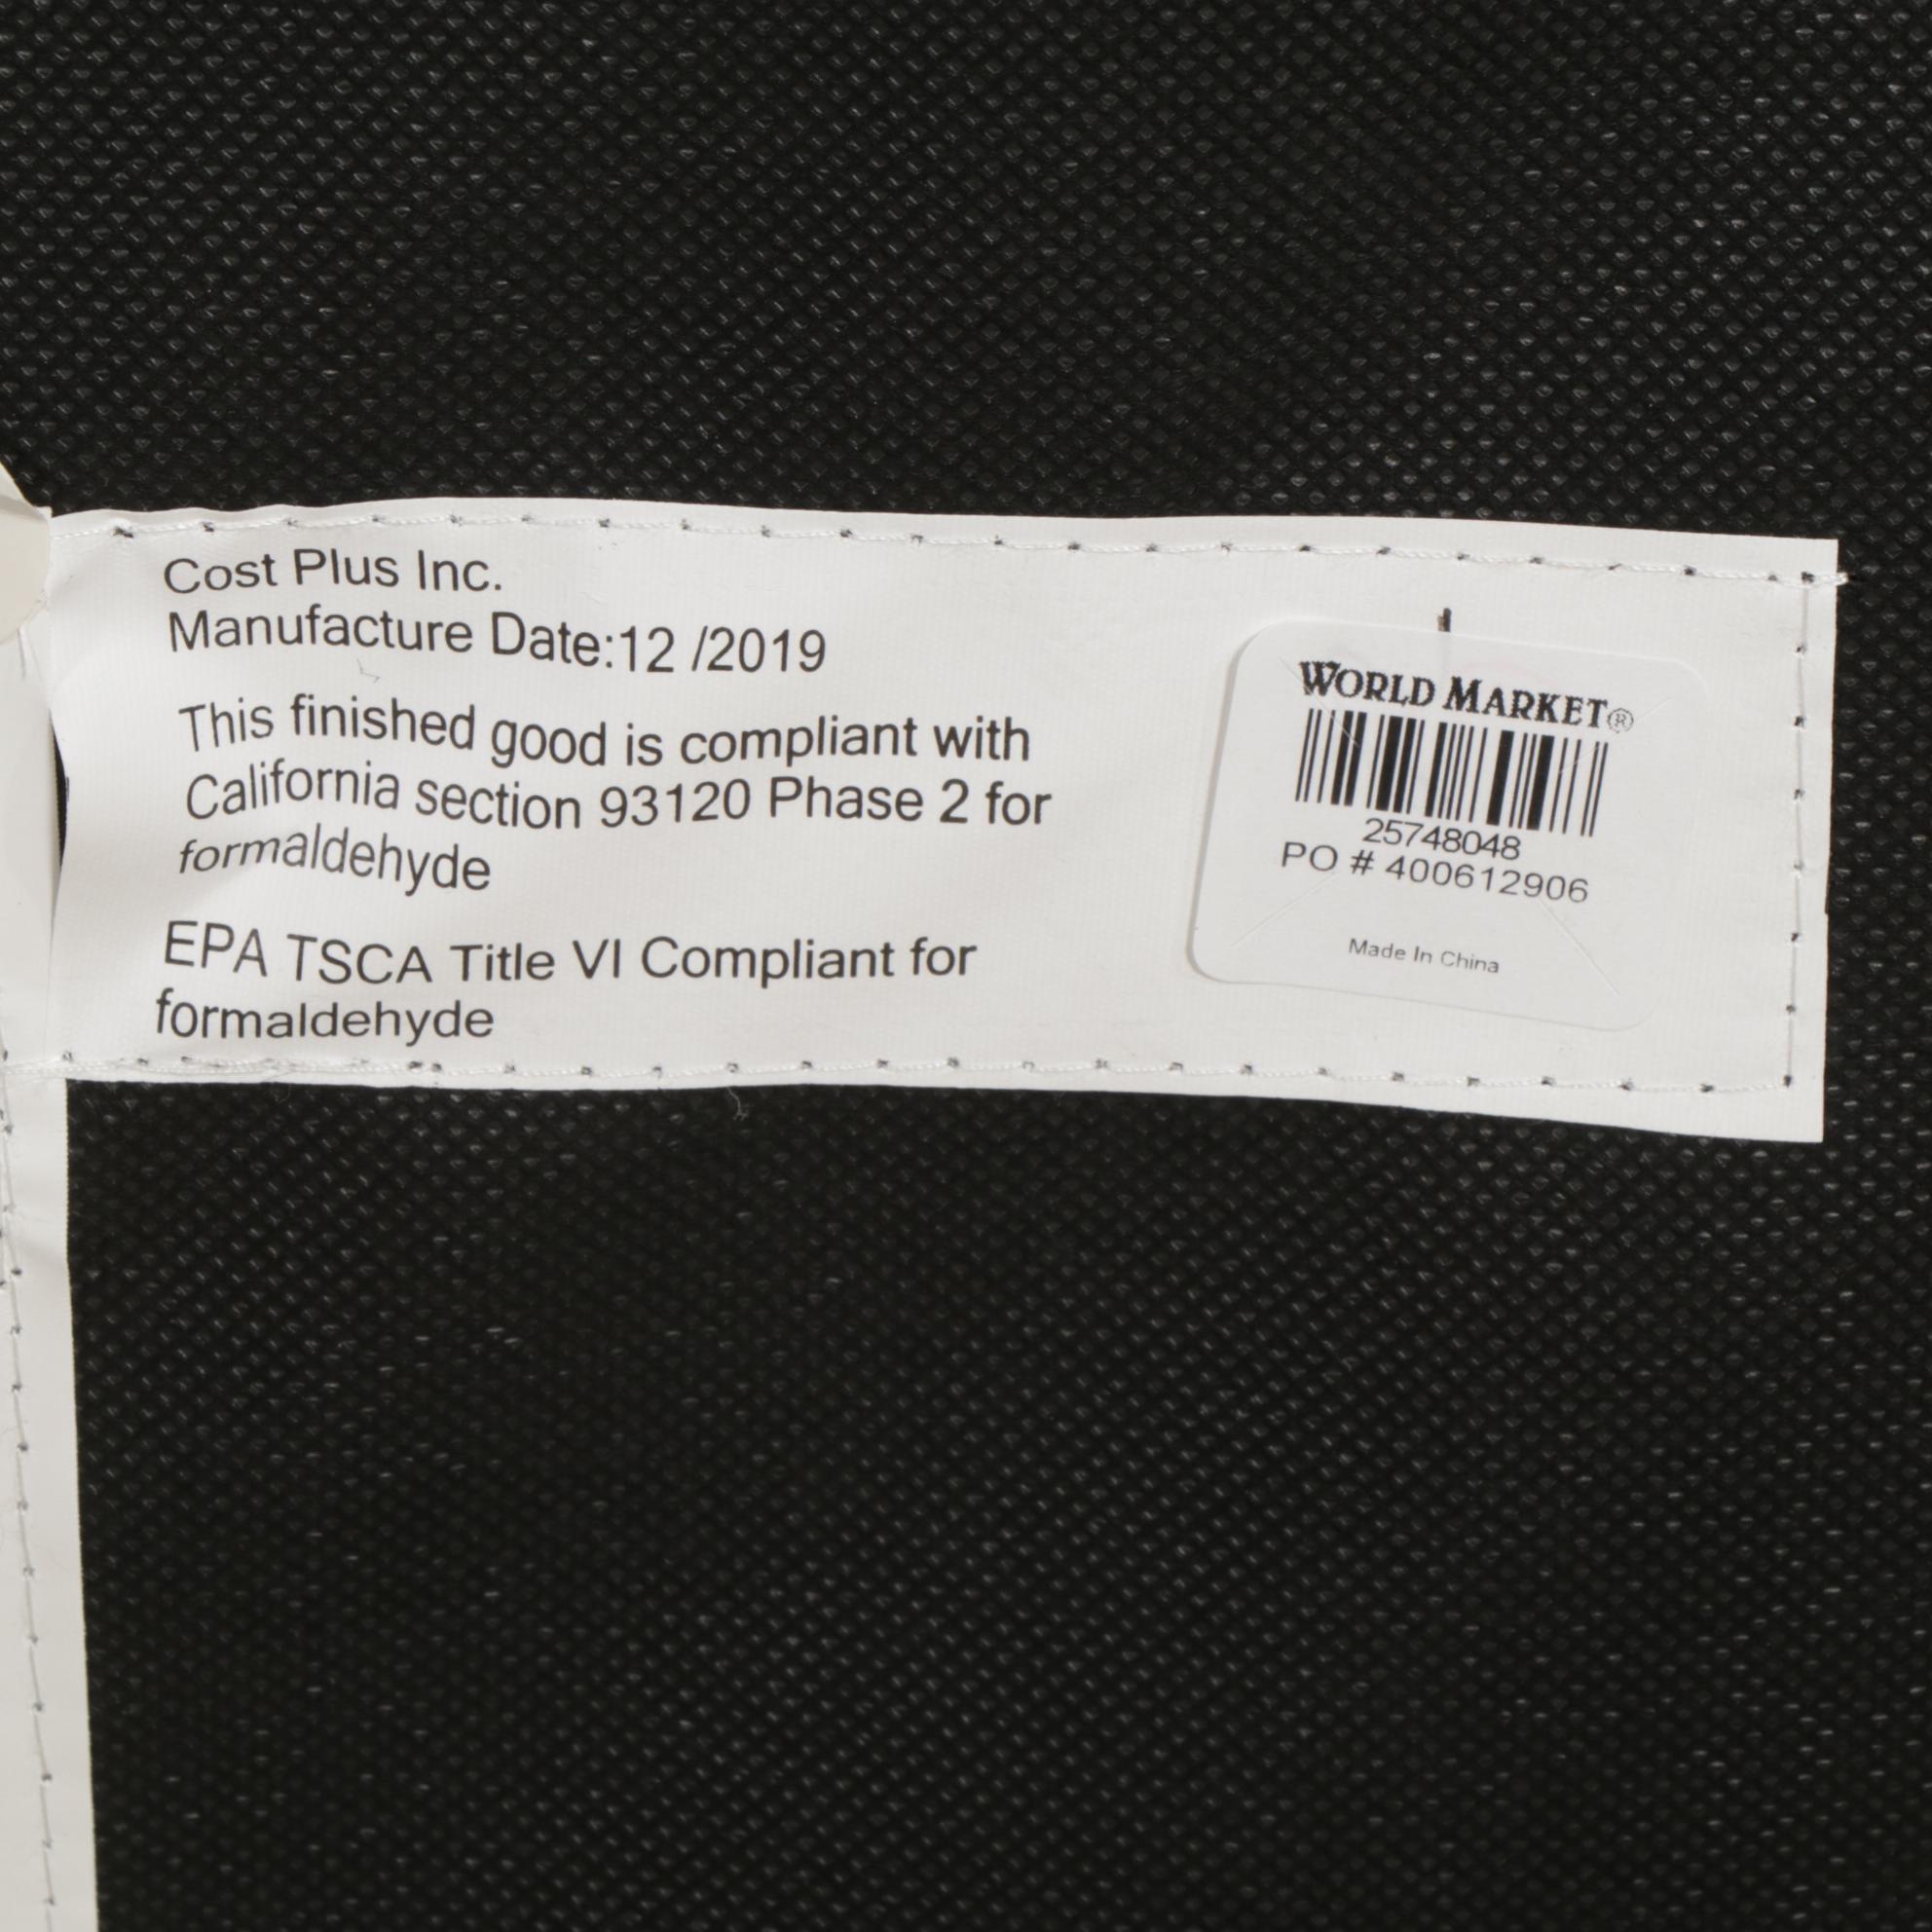 Cost Plus Inc.
Manufacture Date:12 /2019
This finished good is compliant with
California section 93120 Phase 2 for
formaldehyde
EPA TSCA Title VI Compliant for
formaldehyde
WORLD MARKET®
25748048
PO # 400612906
Made In China